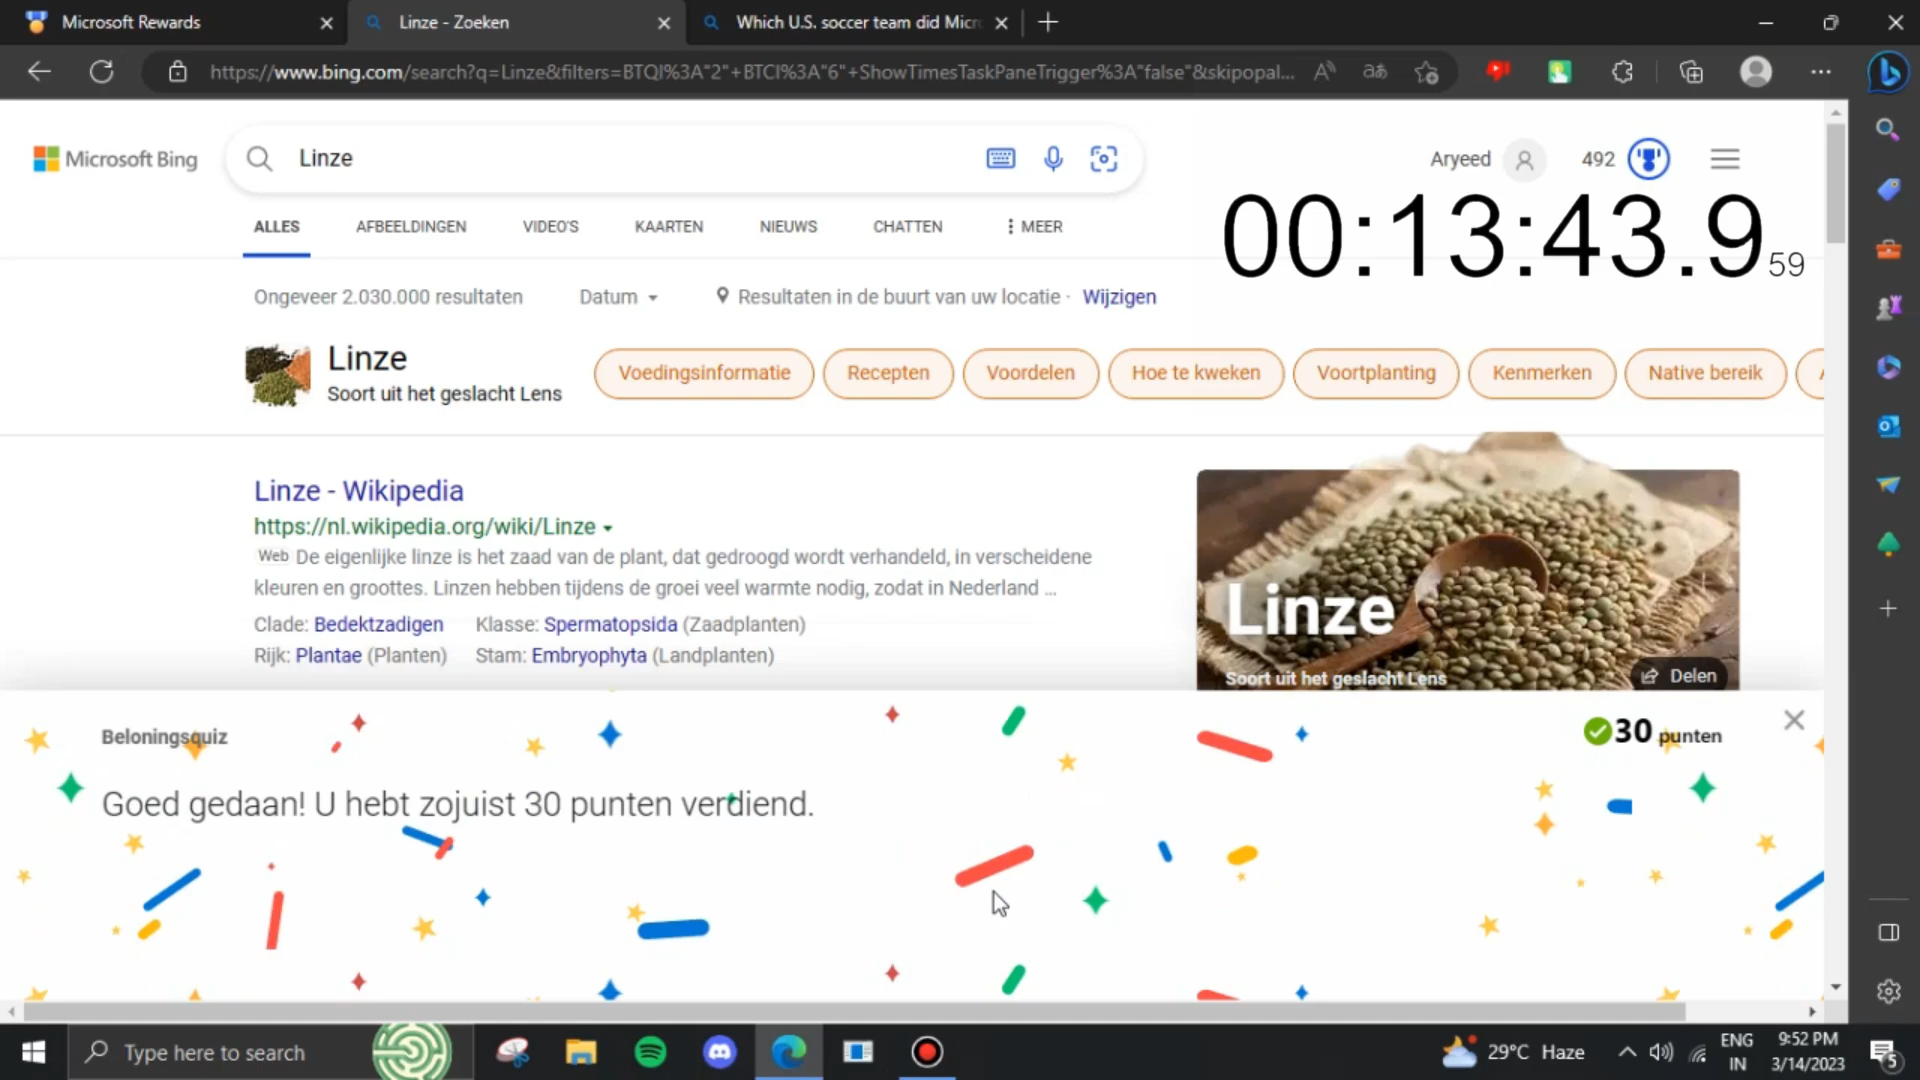 Microsoft Rewards
Linze - Zoeken
Which U.S. soccer team did Micr
https://www.bing.com/search?q=Linze&filters=BTQI%3A"2"+BTCI%3A"6"+ShowTimesTaskPaneTrigger%3A"false"&skipopal...
Microsoft Bing
Linze
Aryeed
492
ALLES
AFBEELDINGEN
VIDEO'S
KAARTEN
NIEUWS
CHATTEN
MEER
00:13:43.959
Ongeveer 2.030.000 resultaten
Datum
Resultaten in de buurt van uw locatie · Wijzigen
Linze
Soort uit het geslacht Lens
Voedingsinformatie
Recepten
Voordelen
Hoe te kweken
Voortplanting
Kenmerken
Native bereik
Linze - Wikipedia
https://nl.wikipedia.org/wiki/Linze
Web De eigenlijke linze is het zaad van de plant, dat gedroogd wordt verhandeld, in verscheidene
kleuren en groottes. Linzen hebben tijdens de groei veel warmte nodig, zodat in Nederland ...
Clade: Bedektzadigen Klasse: Spermatopsida (Zaadplanten)
Rijk: Plantae (Planten) Stam: Embryophyta (Landplanten)
Linze
Soort uit het geslacht Lens
Delen
Beloningsquiz
30 punten
Goed gedaan! U hebt zojuist 30 punten verdiend.
Type here to search
29°C Haze
ENG
IN
9:52 PM
3/14/2023
5